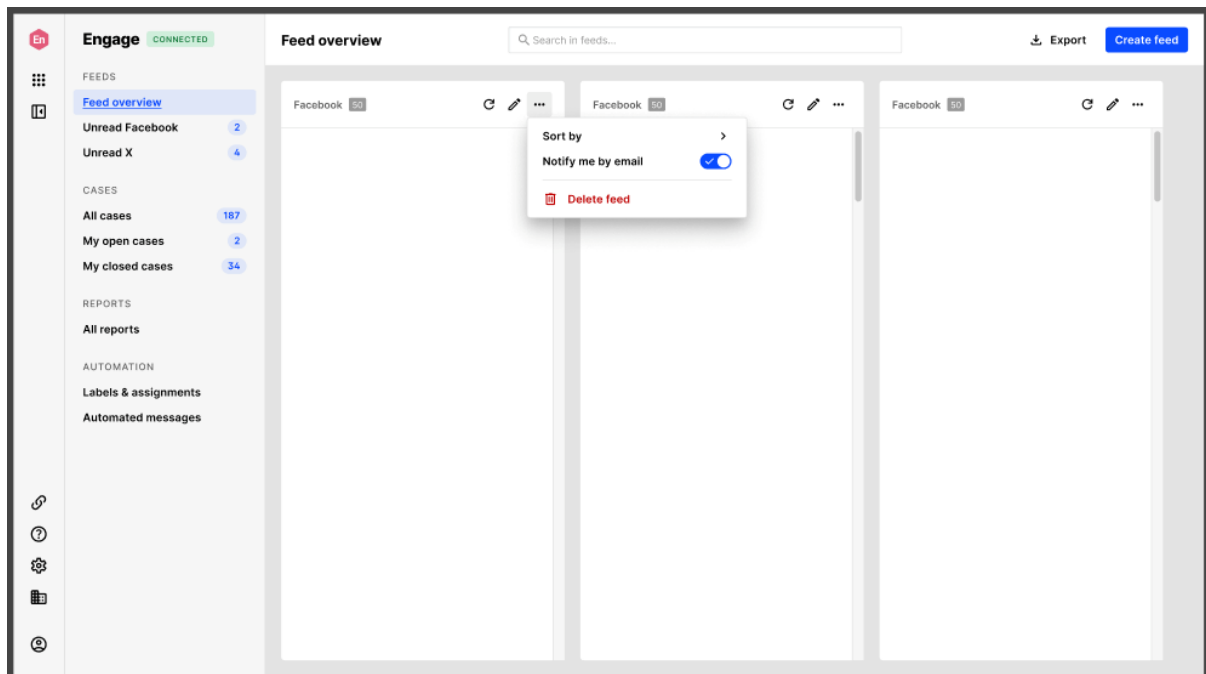 En
Engage CONNECTED
FEEDS
Feed overview
Unread Facebook 2
Unread X 4
CASES
All cases 187
My open cases 2
My closed cases 34
REPORTS
All reports
AUTOMATION
Labels & assignments
Automated messages
Feed overview
Search in feeds...
Export
Create feed
Facebook 50
Sort by
Notify me by email
Delete feed
Facebook 50
Facebook 50